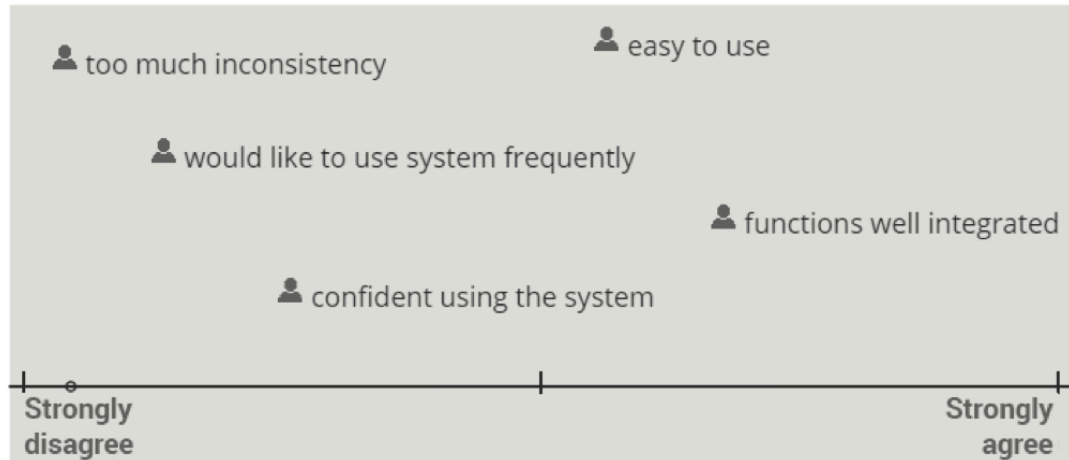 too much inconsistency
easy to use
would like to use system frequently
functions well integrated
confident using the system
Strongly
disagree
Strongly
agree